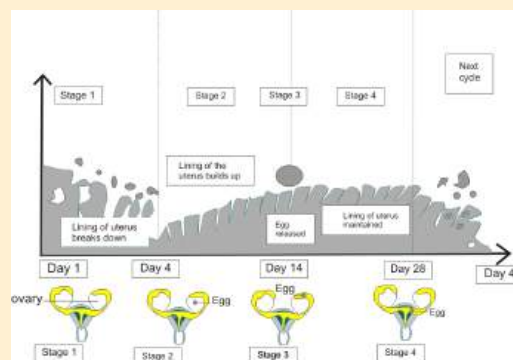 Stage 1
Stage 2
Stage 3
Stage 4
Next
cycle
Lining of the
uterus builds up
Lining of uterus
breaks down
Egg
released
Lining of uterus
maintained
Day 1
Day 4
Day 14
Day 28
Day 4
ovary
Egg
Egg
Egg
Stage 1
Stage 2
Stage 3
Stage 4